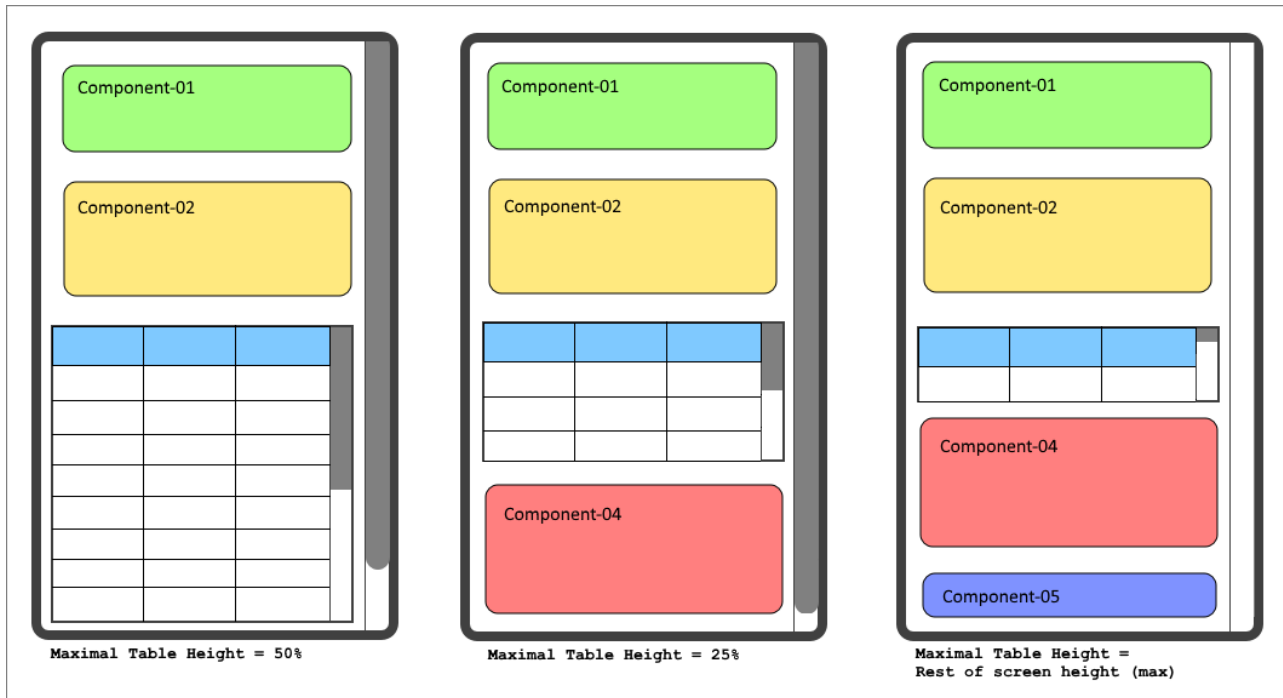 Component-01
Component-02
Maximal Table Height = 50%
Component-01
Component-02
Component-04
Maximal Table Height = 25%
Component-01
Component-02
Component-04
Component-05
Maximal Table Height =
Rest of screen height (max)